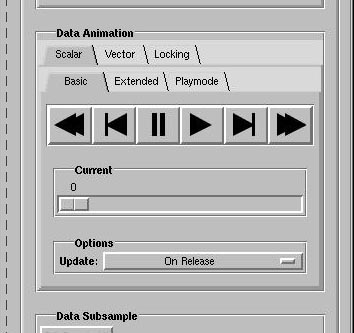 Data Animation
Scalar Vector Locking
Basic Extended Playmode
Current
0
Options
Update: On Release
Data Subsample